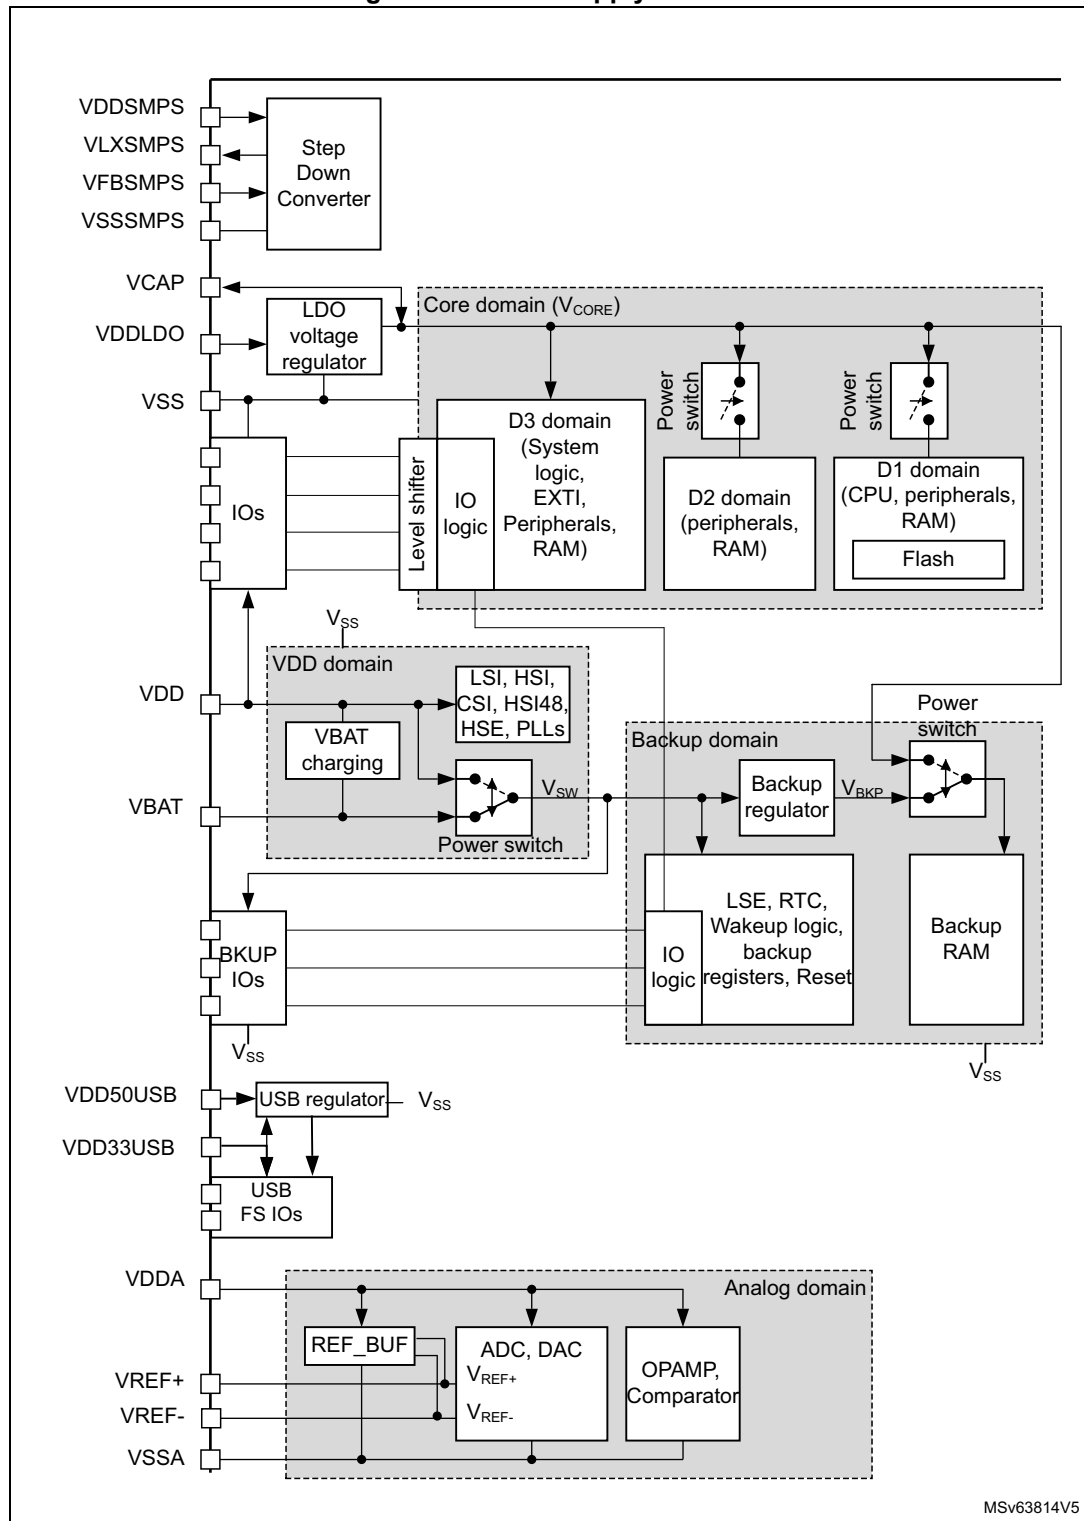 VDDSMPS
VLXSMPS
VFBSMPS
VSSSMPS
Step
Down
Converter
VCAP
VDDLDO
VSS
LDO
voltage
regulator
Core domain (VCORE)
Power
switch
Power
switch
D3 domain
(System
logic,
EXTI,
Peripherals,
RAM)
D2 domain
(peripherals,
RAM)
D1 domain
(CPU, peripherals,
RAM)
Flash
IOs
Level shifter
IO
logic
VSS
VDD domain
VDD
LSI, HSI,
CSI, HSI48,
HSE, PLLs
VBAT
charging
VBAT
VSW
Power switch
Backup domain
Power
switch
Backup
regulator
VBKP
LSE, RTC,
Wakeup logic,
backup
registers, Reset
IO
logic
Backup
RAM
BKUP
IOs
VSS
VSS
VDD50USB
USB regulator
VSS
VDD33USB
USB
FS IOs
VDDA
Analog domain
REF_BUF
ADC, DAC
VREF+
VREF-
OPAMP,
Comparator
VREF+
VREF-
VSSA
MSv63814V5